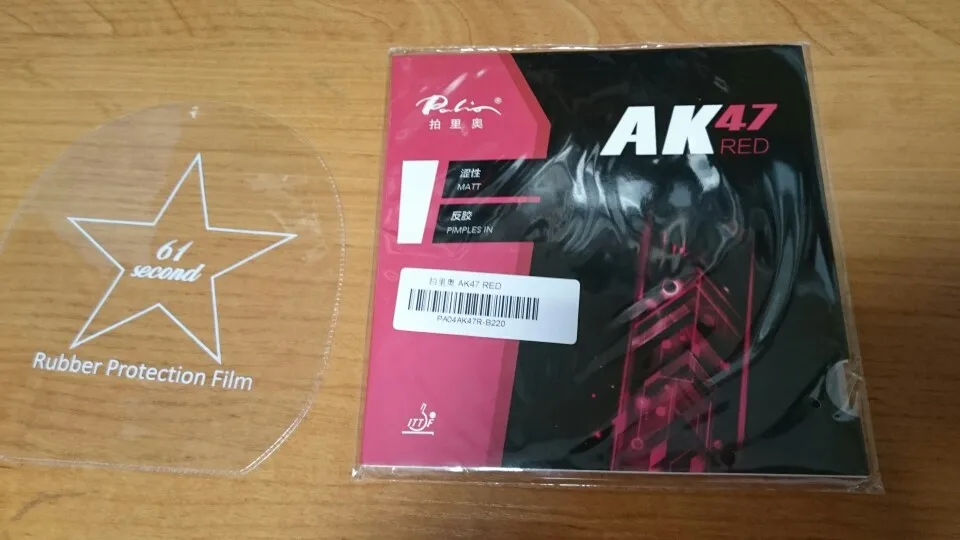 61
second
Rubber Protection Film
Palio®
拍里奥
AK47
RED
涩性
MATT
反胶
PIMPLES IN
拍里奥 AK47 RED
PA04AK47R-B220
ITTF